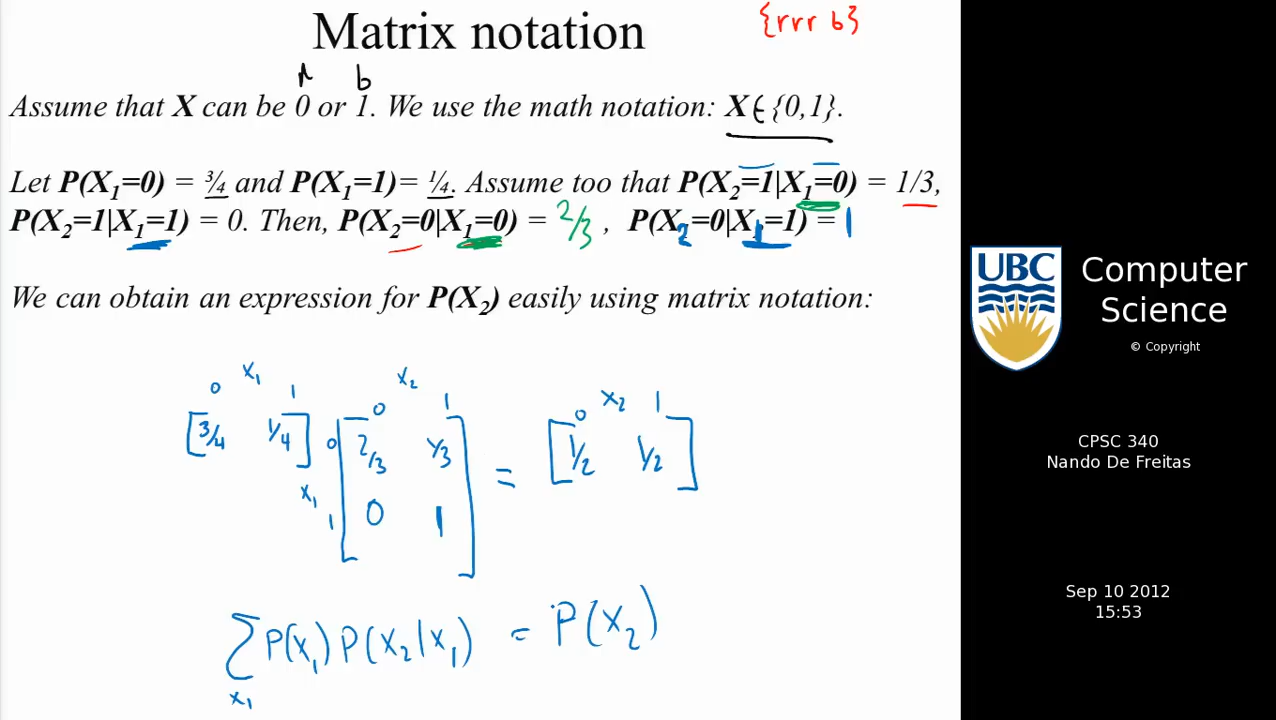 Matrix notation
{rrr b}
r b
Assume that X can be 0 or 1. We use the math notation: X ∈ {0,1}.
Let P(X₁=0) = ¾ and P(X₁=1)= ¼. Assume too that P(X₂=1|X₁=0) = 1/3,
P(X₂=1|X₁=1) = 0. Then, P(X₂=0|X₁=0) = 2/3 , P(X₂=0|X₁=1) = 1
We can obtain an expression for P(X₂) easily using matrix notation:
x₁ x₂ x₂
0 1 0 1 0 1
[3/4 1/4] 0 [2/3 1/3 = [1/2 1/2]
x₁ 1 0 1]
∑ P(x₁) P(x₂|x₁) = P(x₂)
x₁
UBC
Computer
Science
© Copyright
CPSC 340
Nando De Freitas
Sep 10 2012
15:53